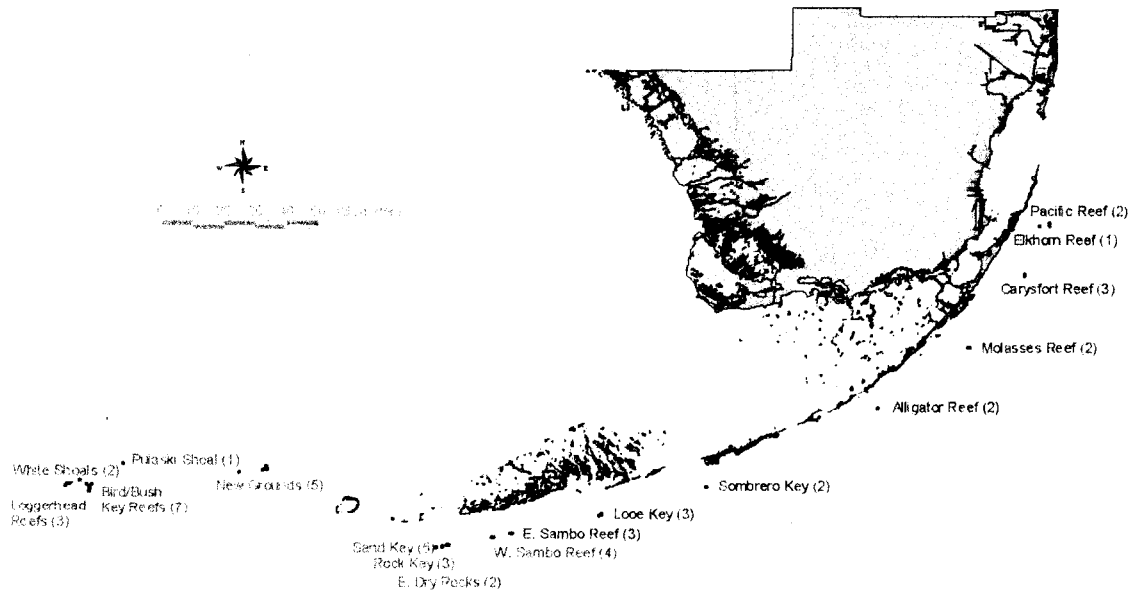 N
W
E
S
Pacific Reef (2)
Elkhorn Reef (1)
Carysfort Reef (3)
Molasses Reef (2)
Alligator Reef (2)
Pulaski Shoal (1)
White Shoals (2)
New Grounds (5)
Bird/Bush
Key Reefs (7)
Loggerhead
Reefs (3)
Sombrero Key (2)
Looe Key (3)
E. Sambo Reef (3)
W. Sambo Reef (4)
Sand Key (5)
Rock Key (3)
E. Dry Rocks (2)